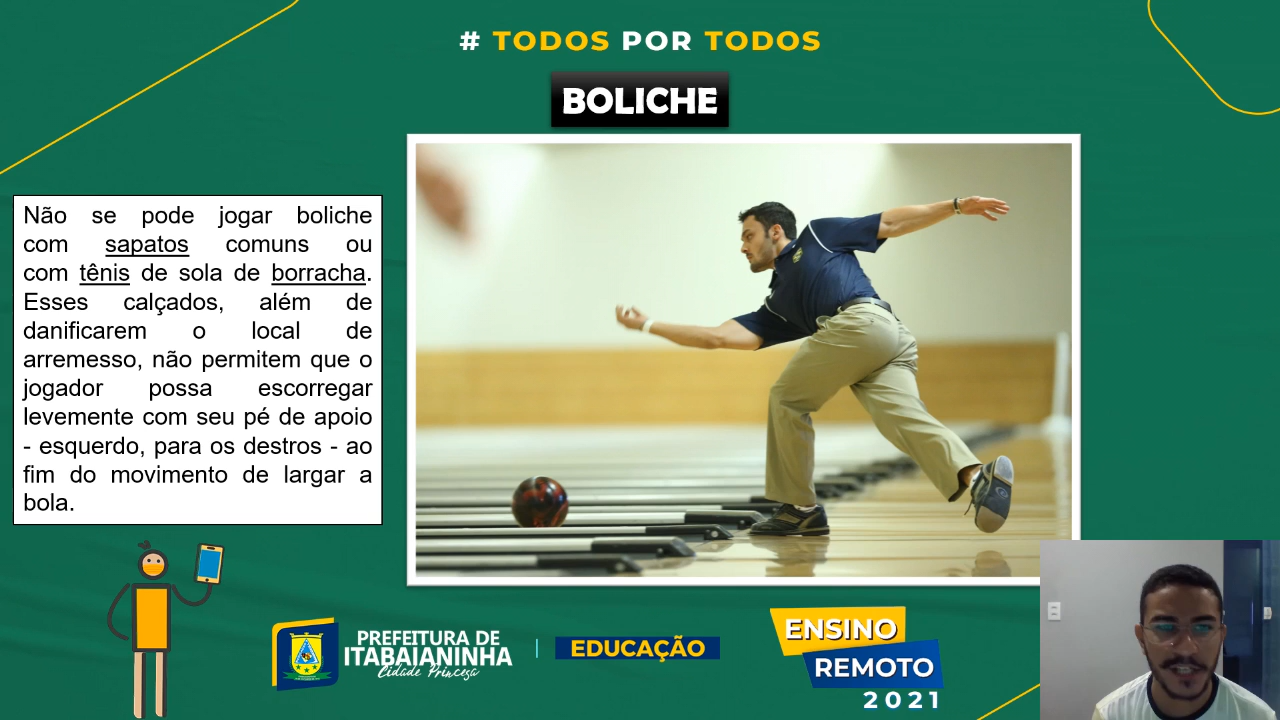 # TODOS POR TODOS
BOLICHE
Não se pode jogar boliche
com sapatos comuns ou
com tênis de sola de borracha.
Esses calçados, além de
danificarem o local de
arremesso, não permitem que o
jogador possa escorregar
levemente com seu pé de apoio
- esquerdo, para os destros - ao
fim do movimento de largar a
bola.
PREFEITURA DE
ITABAIANINHA
Cidade Princesa
EDUCAÇÃO
ENSINO
REMOTO
2021